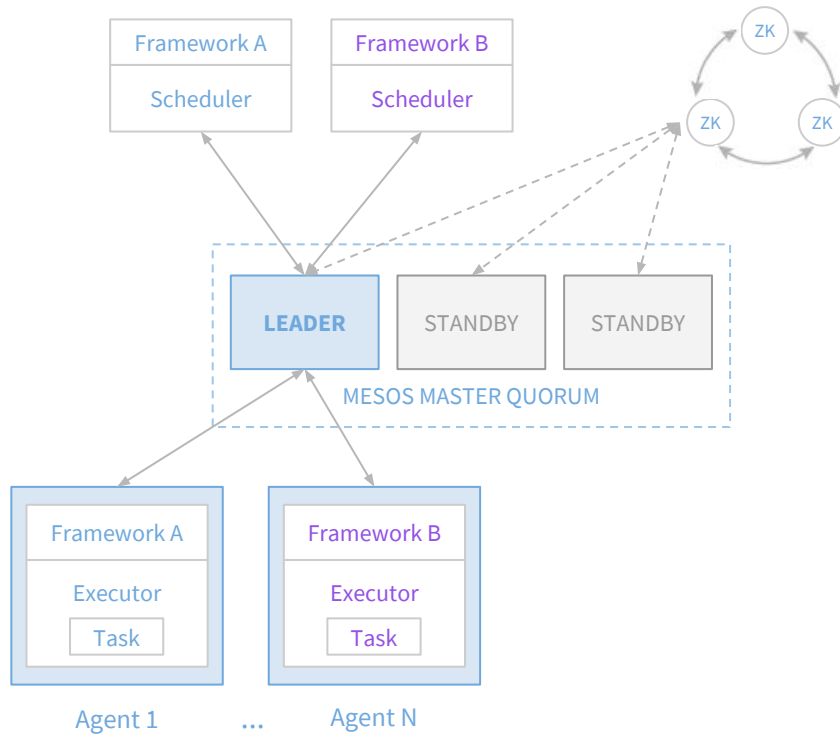 Framework A
Scheduler
Framework B
Scheduler
ZK
ZK
ZK
LEADER
STANDBY
STANDBY
MESOS MASTER QUORUM
Framework A
Executor
Task
Framework B
Executor
Task
Agent 1
...
Agent N